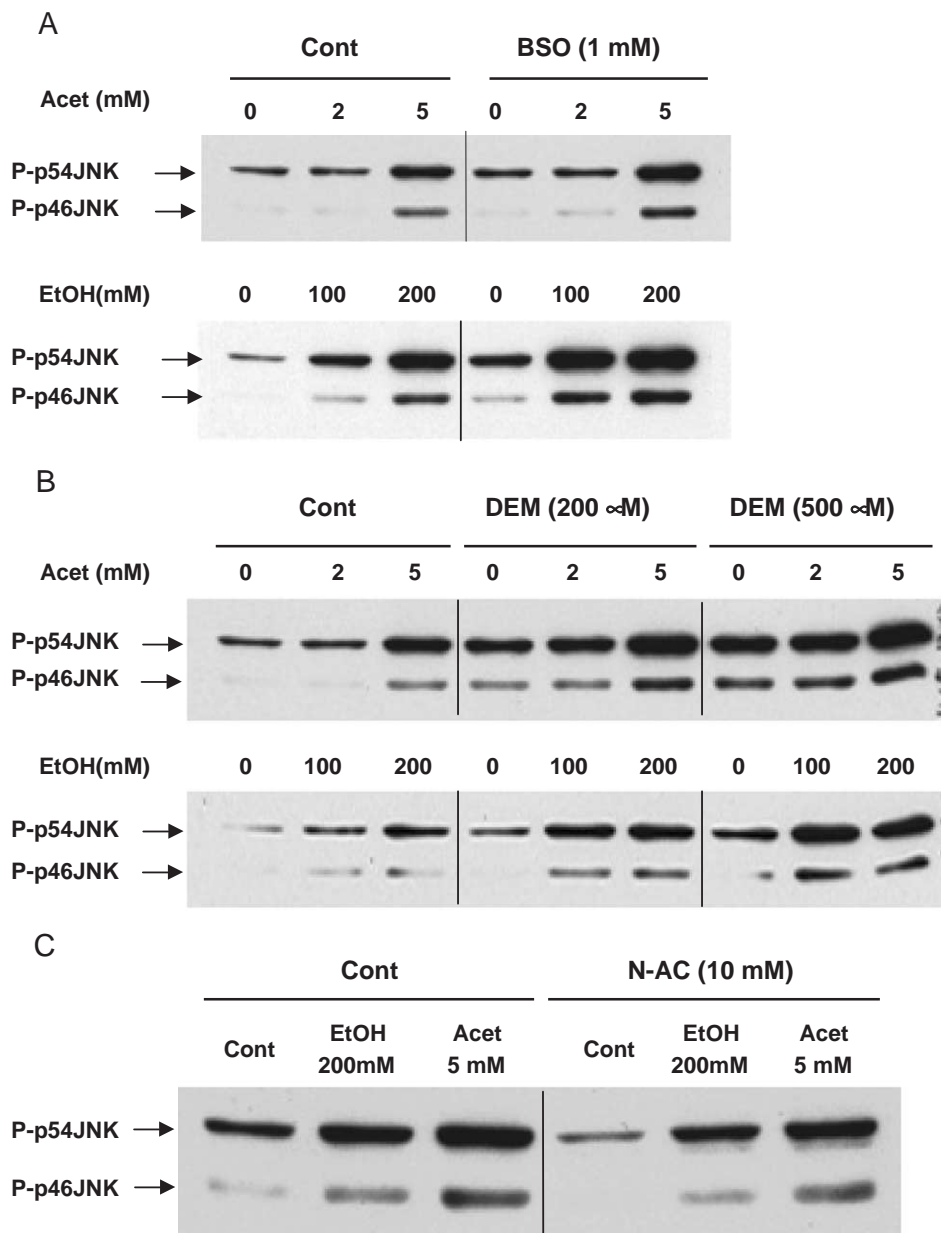 A
Cont BSO (1 mM)
Acet (mM) 0 2 5 0 2 5
P-p54JNK
P-p46JNK
EtOH(mM) 0 100 200 0 100 200
P-p54JNK
P-p46JNK
B
Cont DEM (200 ∝M) DEM (500 ∝M)
Acet (mM) 0 2 5 0 2 5 0 2 5
P-p54JNK
P-p46JNK
EtOH(mM) 0 100 200 0 100 200 0 100 200
P-p54JNK
P-p46JNK
C
Cont N-AC (10 mM)
Cont EtOH 200mM Acet 5 mM Cont EtOH 200mM Acet 5 mM
P-p54JNK
P-p46JNK